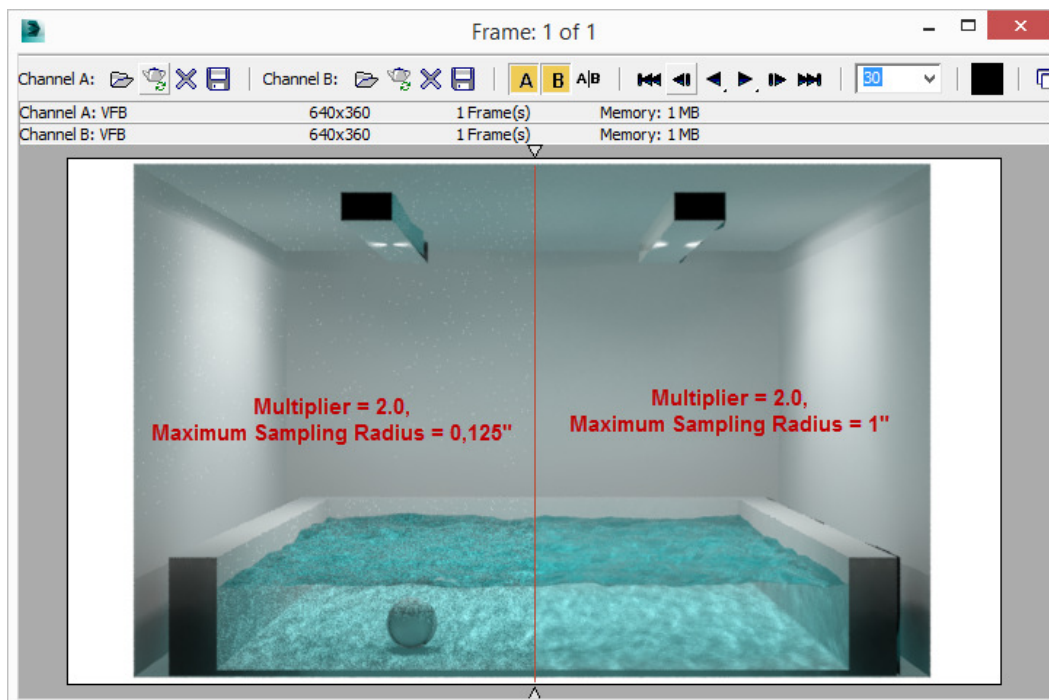 Frame: 1 of 1
Channel A: Channel B: A B A|B 30
Channel A: VFB 640x360 1 Frame(s) Memory: 1 MB
Channel B: VFB 640x360 1 Frame(s) Memory: 1 MB
Multiplier = 2.0,
Maximum Sampling Radius = 0,125"
Multiplier = 2.0,
Maximum Sampling Radius = 1"